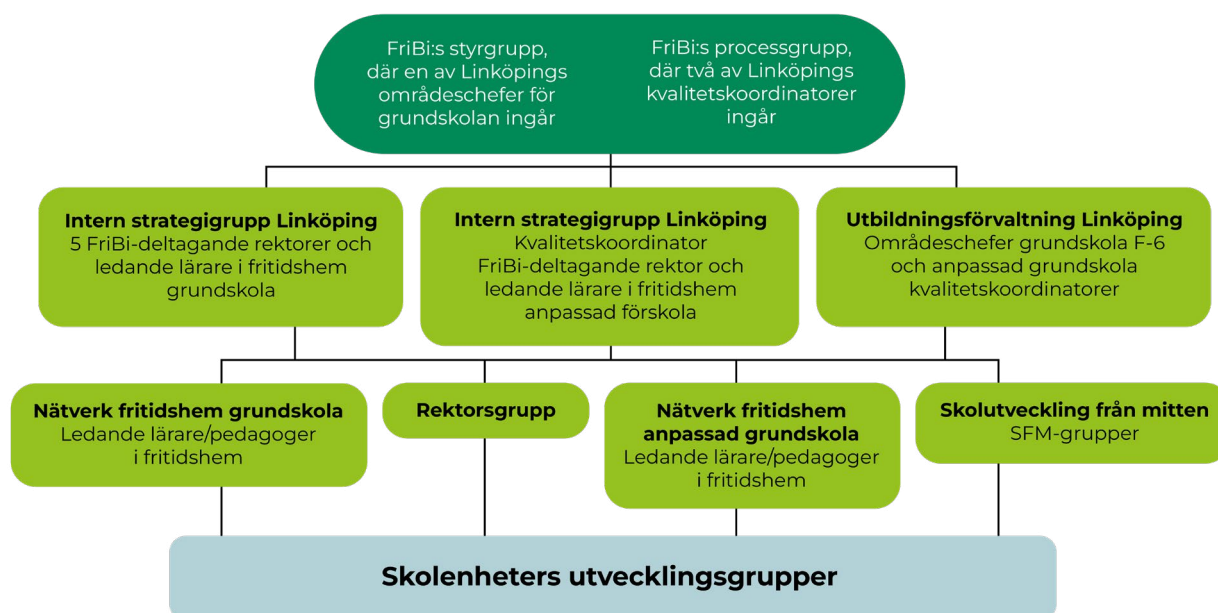 FriBi:s styrgrupp,
där en av Linköpings
områdeschefer för
grundskolan ingår
FriBi:s processgrupp,
där två av Linköpings
kvalitetskoordinatorer
ingår
Intern strategigrupp Linköping
5 FriBi-deltagande rektorer och
ledande lärare i fritidshem
grundskola
Intern strategigrupp Linköping
Kvalitetskoordinator
FriBi-deltagande rektor och
ledande lärare i fritidshem
anpassad förskola
Utbildningsförvaltning Linköping
Områdeschefer grundskola F-6
och anpassad grundskola
kvalitetskoordinatorer
Nätverk fritidshem grundskola
Ledande lärare/pedagoger
i fritidshem
Rektorsgrupp
Nätverk fritidshem
anpassad grundskola
Ledande lärare/pedagoger
i fritidshem
Skolutveckling från mitten
SFM-grupper
Skolenheters utvecklingsgrupper